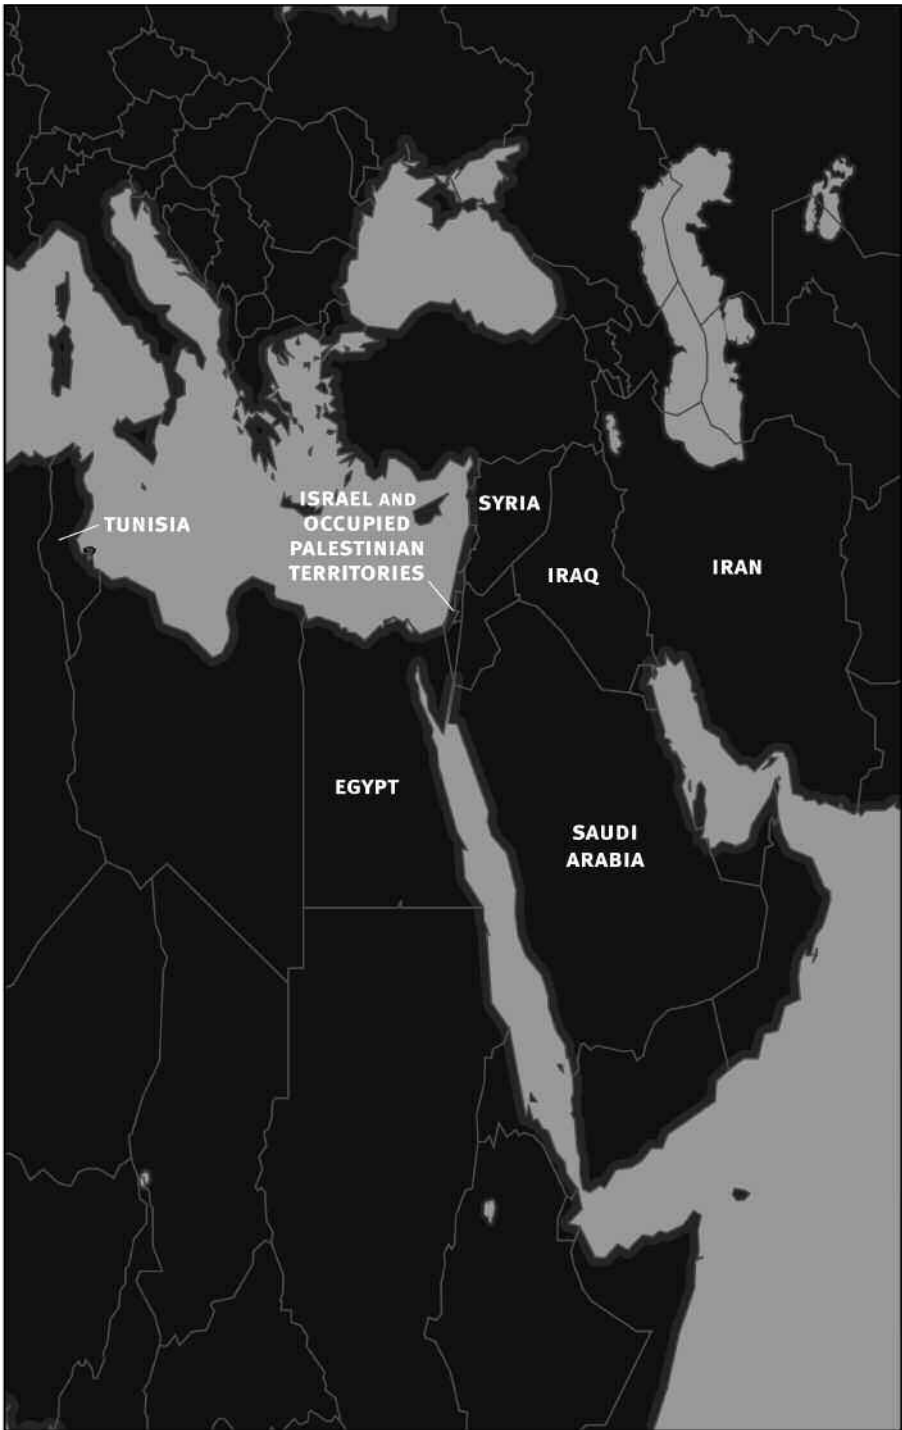 TUNISIA
ISRAEL AND
OCCUPIED
PALESTINIAN
TERRITORIES
SYRIA
IRAQ
IRAN
EGYPT
SAUDI
ARABIA